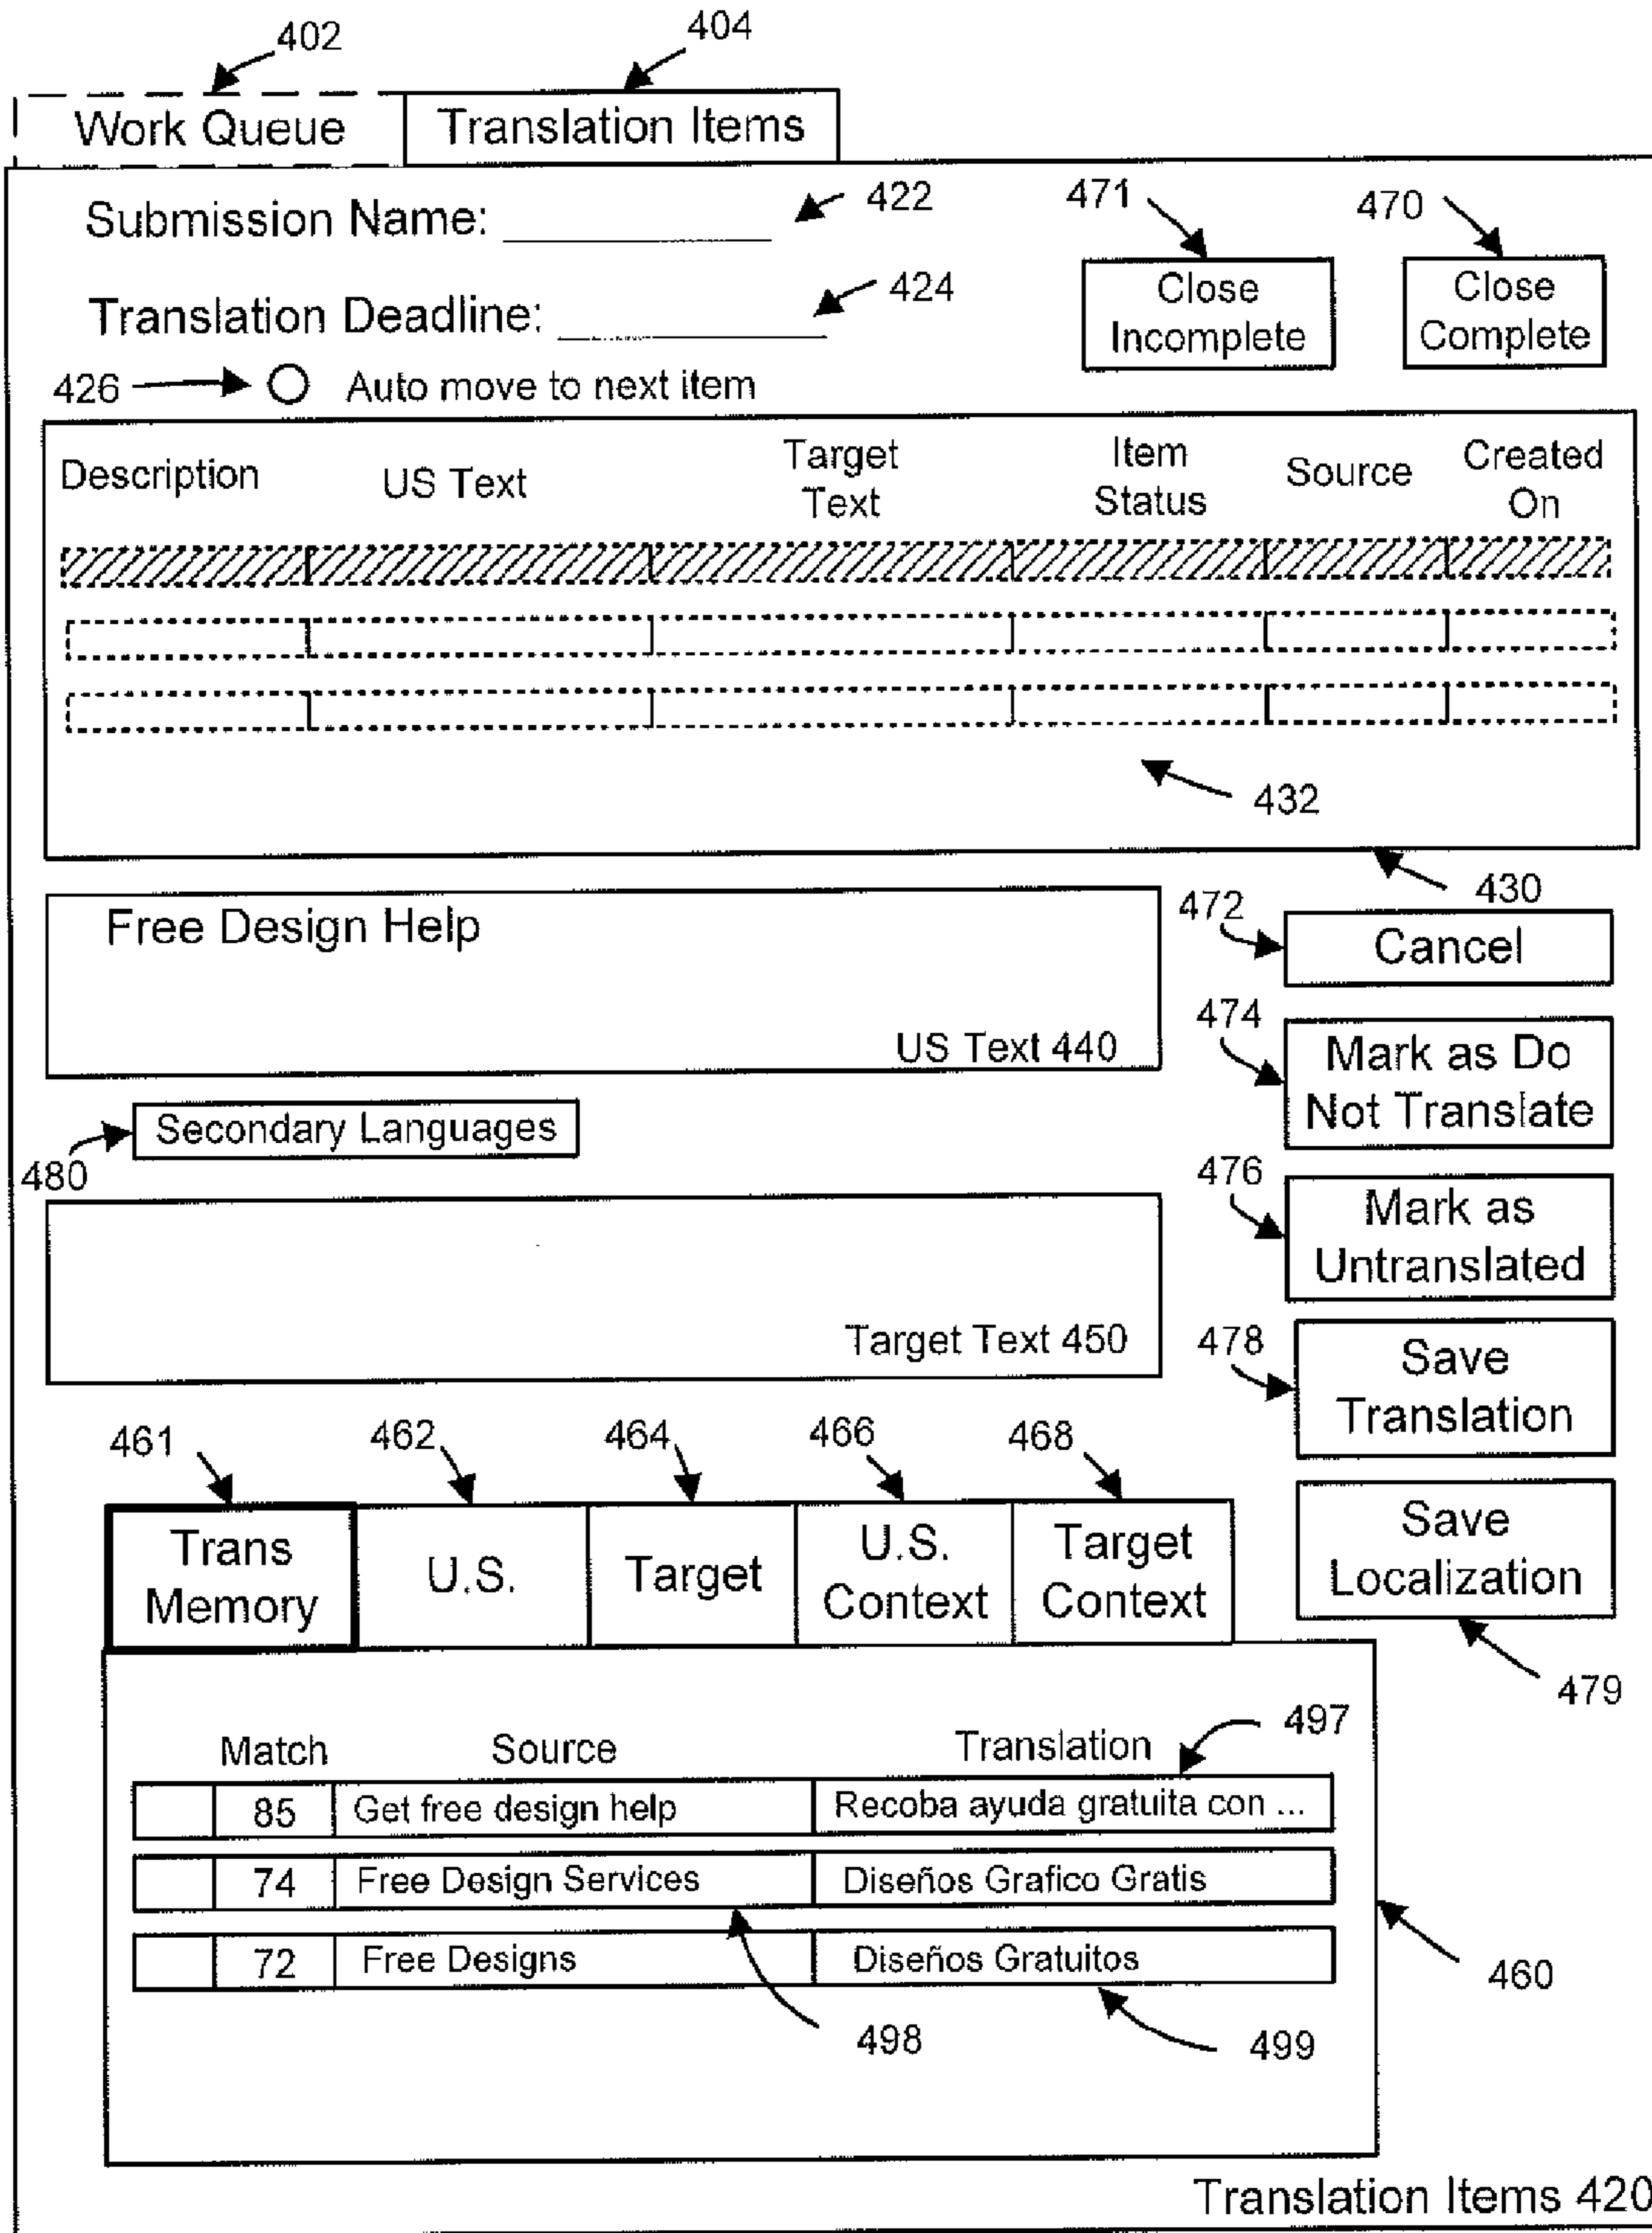 402
404
Work Queue
Translation Items
Submission Name:
422
471
470
Translation Deadline:
424
Close
Incomplete
Close
Complete
426
Auto move to next item
Description
US Text
Target
Text
Item
Status
Source
Created
On
432
430
Free Design Help
US Text 440
472
Cancel
474
Mark as Do
Not Translate
480
Secondary Languages
476
Mark as
Untranslated
Target Text 450
478
Save
Translation
461
462
464
466
468
Trans
Memory
U.S.
Target
U.S.
Context
Target
Context
Save
Localization
479
497
Match
Source
Translation
85
Get free design help
Recoba ayuda gratuita con ...
74
Free Design Services
Diseños Grafico Gratis
72
Free Designs
Diseños Gratuitos
460
498
499
Translation Items 420